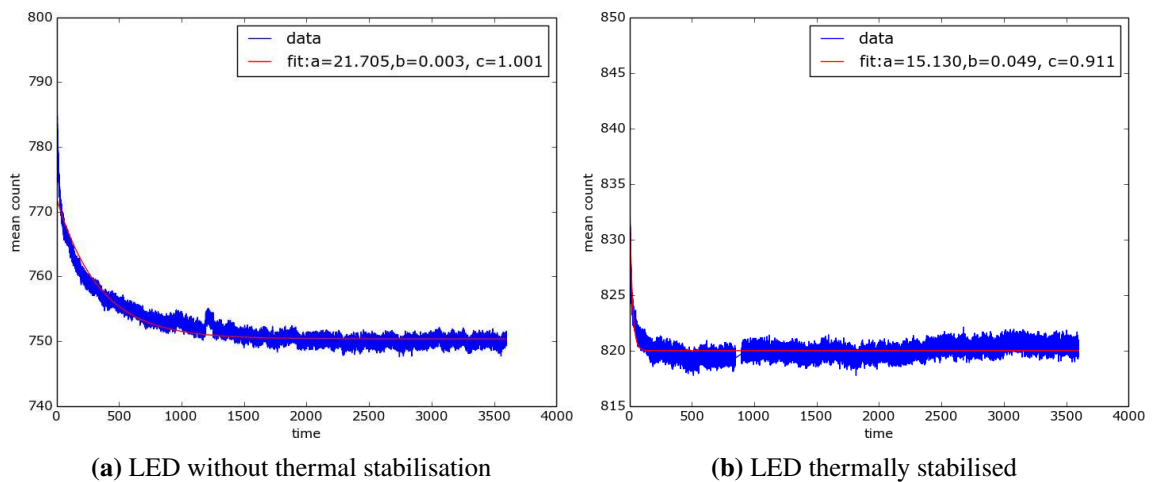 800
790
780
770
760
750
740
mean count
0 500 1000 1500 2000 2500 3000 3500 4000
time
data
fit:a=21.705,b=0.003, c=1.001
(a) LED without thermal stabilisation
850
845
840
835
830
825
820
815
mean count
0 500 1000 1500 2000 2500 3000 3500 4000
time
data
fit:a=15.130,b=0.049, c=0.911
(b) LED thermally stabilised